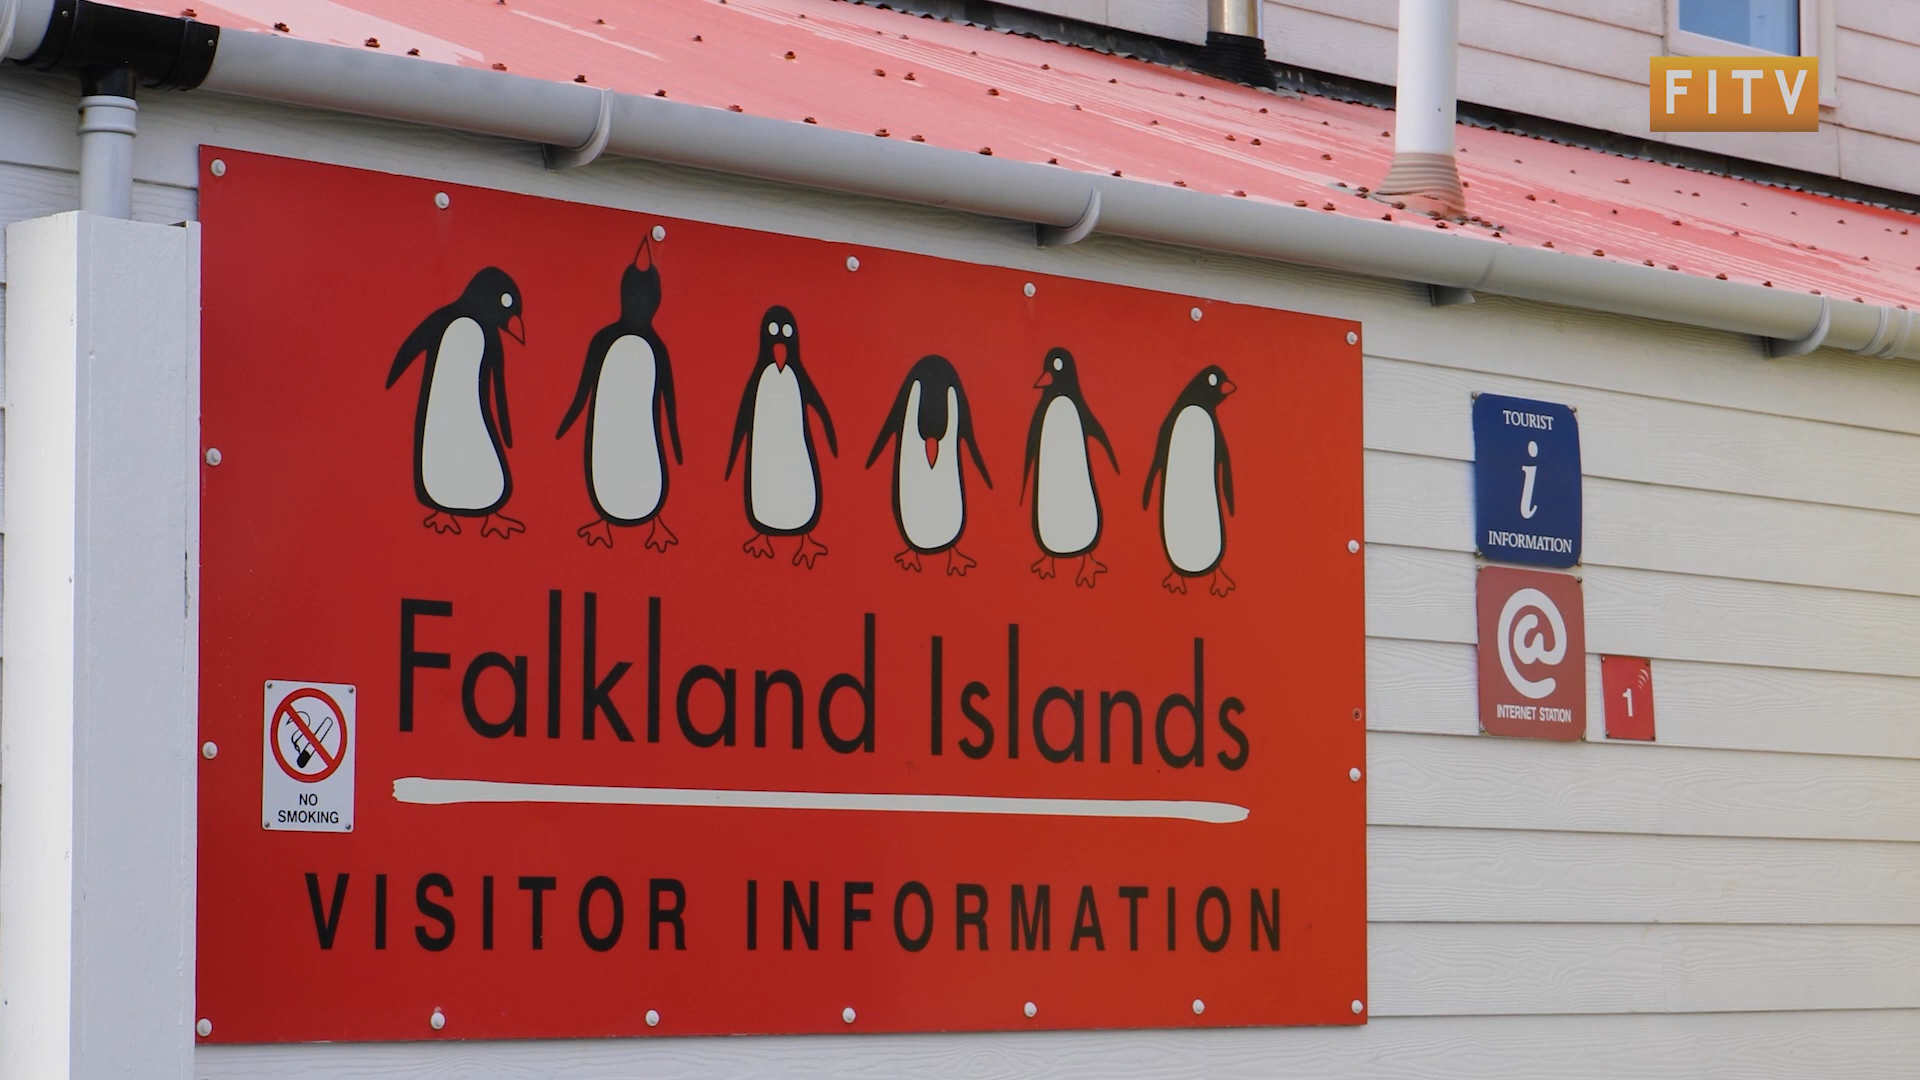 FITV
Falkland Islands
VISITOR INFORMATION
NO
SMOKING
TOURIST
i
INFORMATION
@
INTERNET STATION
1